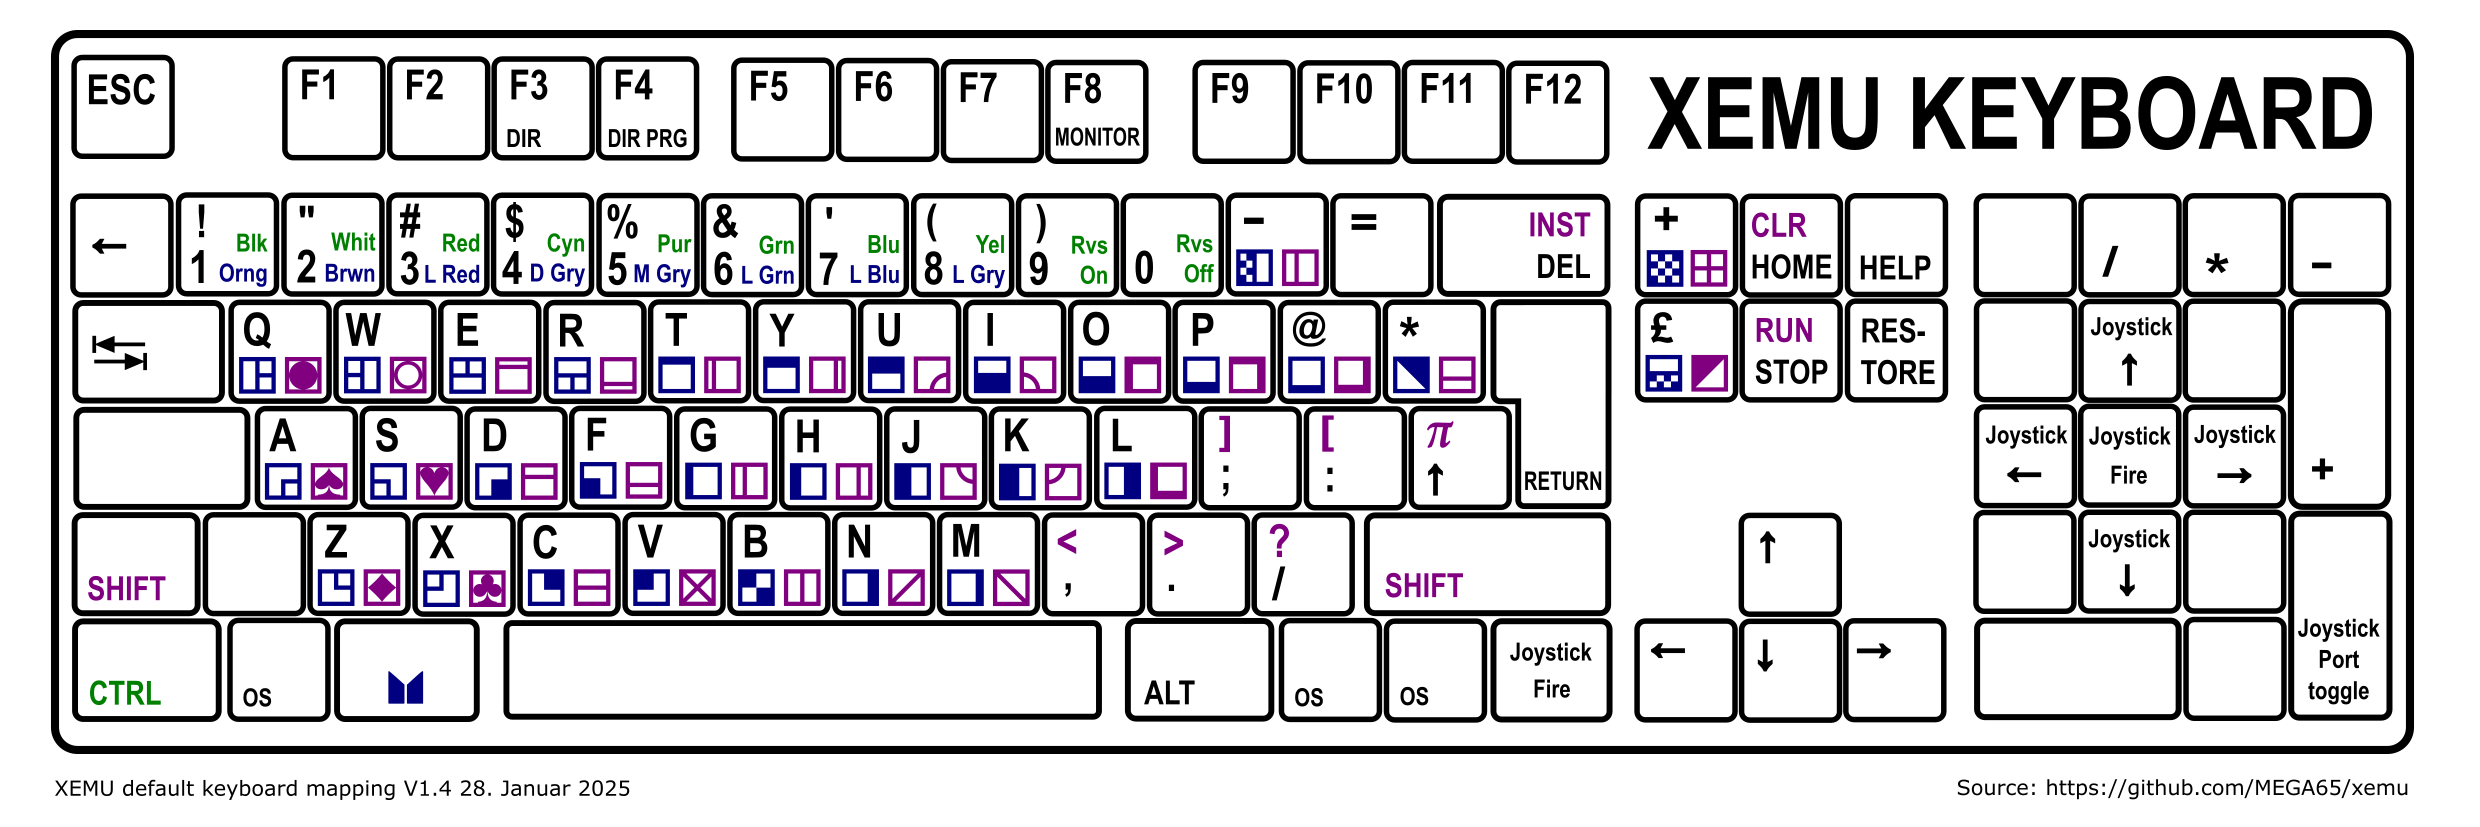 ESC F1 F2 F3 F4 F5 F6 F7 F8 F9 F10 F11 F12 XEMU KEYBOARD
DIR DIR PRG MONITOR
! " # $ % & ' ( ) - = INST + CLR
Blk Whit Red Cyn Pur Grn Blu Yel Rvs Rvs
← 1 Orng 2 Brwn 3 L Red 4 D Gry 5 M Gry 6 L Grn 7 L Blu 8 L Gry 9 On 0 Off DEL HOME HELP / * -
Q W E R T Y U I O P @ * £ RUN RES- Joystick
STOP TORE ↑
A S D F G H J K L ] [ π Joystick Joystick Joystick
; : ↑ RETURN ← Fire → +
Z X C V B N M < > ? ↑ Joystick
SHIFT , . / SHIFT ↓
CTRL OS ALT OS OS Joystick
Fire
← ↓ → Joystick
Port
toggle
XEMU default keyboard mapping V1.4 28. Januar 2025
Source: https://github.com/MEGA65/xemu